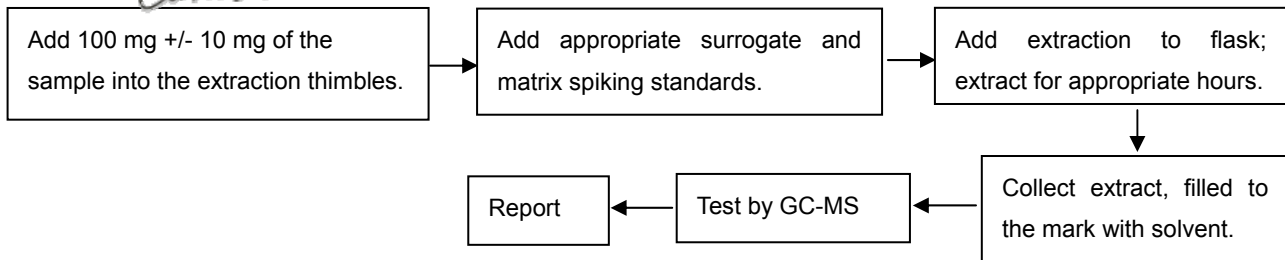 Add 100 mg +/- 10 mg of the
sample into the extraction thimbles.
Add appropriate surrogate and
matrix spiking standards.
Add extraction to flask;
extract for appropriate hours.
Collect extract, filled to
the mark with solvent.
Test by GC-MS
Report